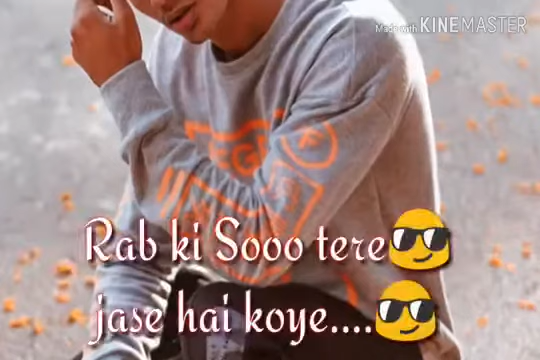 Made with KINEMASTER
Rab ki Sooo tere😎
jase hai koye....😎